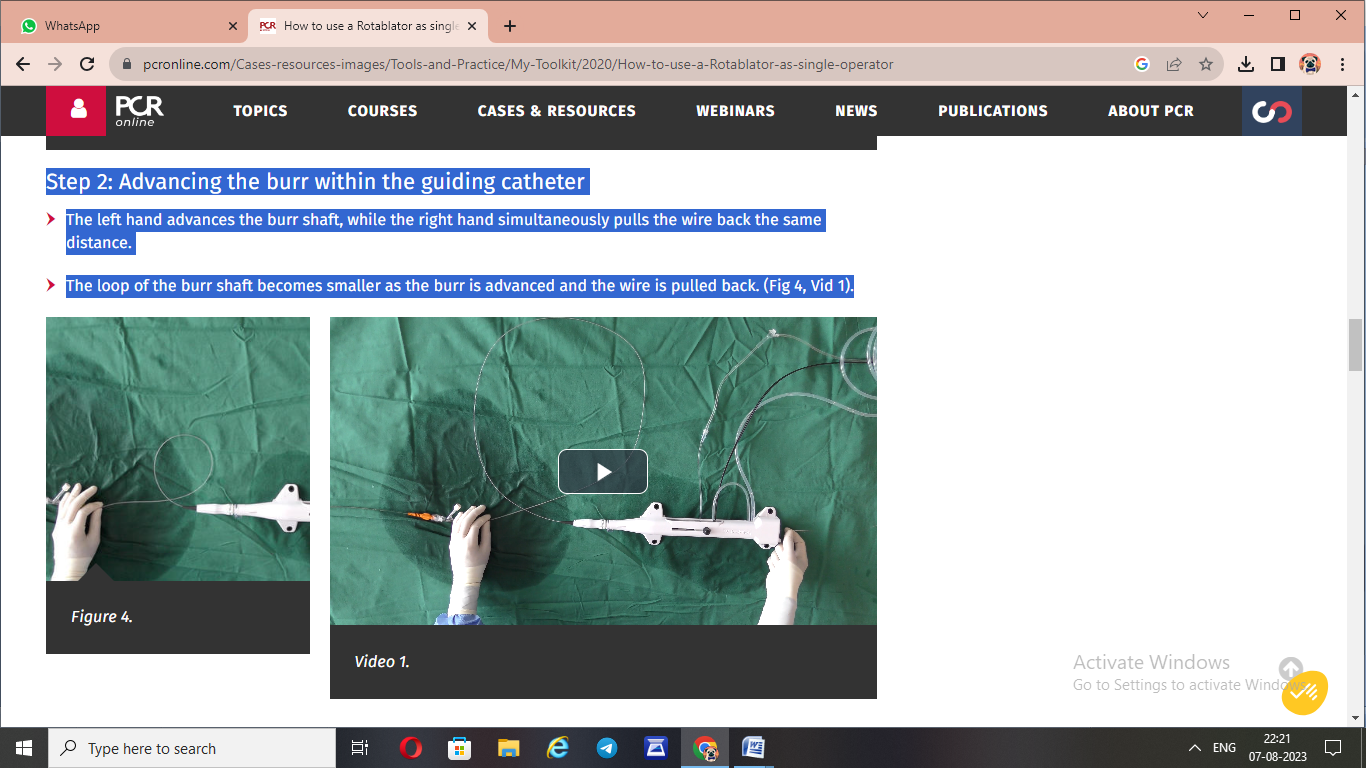 WhatsApp
PCR
How to use a Rotablator as single
pcronline.com/Cases-resources-images/Tools-and-Practice/My-Toolkit/2020/How-to-use-a-Rotablator-as-single-operator
PCR
online
TOPICS
COURSES
CASES & RESOURCES
WEBINARS
NEWS
PUBLICATIONS
ABOUT PCR
Step 2: Advancing the burr within the guiding catheter
The left hand advances the burr shaft, while the right hand simultaneously pulls the wire back the same
distance.
The loop of the burr shaft becomes smaller as the burr is advanced and the wire is pulled back. (Fig 4, Vid 1).
Figure 4.
Video 1.
Activate Windows
Go to Settings to activate Windows.
Type here to search
ENG
22:21
07-08-2023